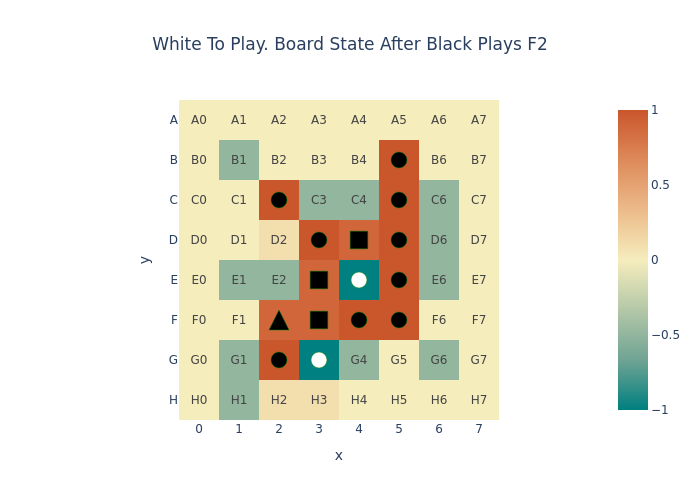 White To Play. Board State After Black Plays F2
A A0 A1 A2 A3 A4 A5 A6 A7
B B0 B1 B2 B3 B4 B6 B7
C C0 C1 C3 C4 C6 C7
D D0 D1 D2 D6 D7
y
E E0 E1 E2 E6 E7
F F0 F1 F6 F7
G G0 G1 G4 G5 G6 G7
H H0 H1 H2 H3 H4 H5 H6 H7
0 1 2 3 4 5 6 7
x
1
0.5
0
−0.5
−1